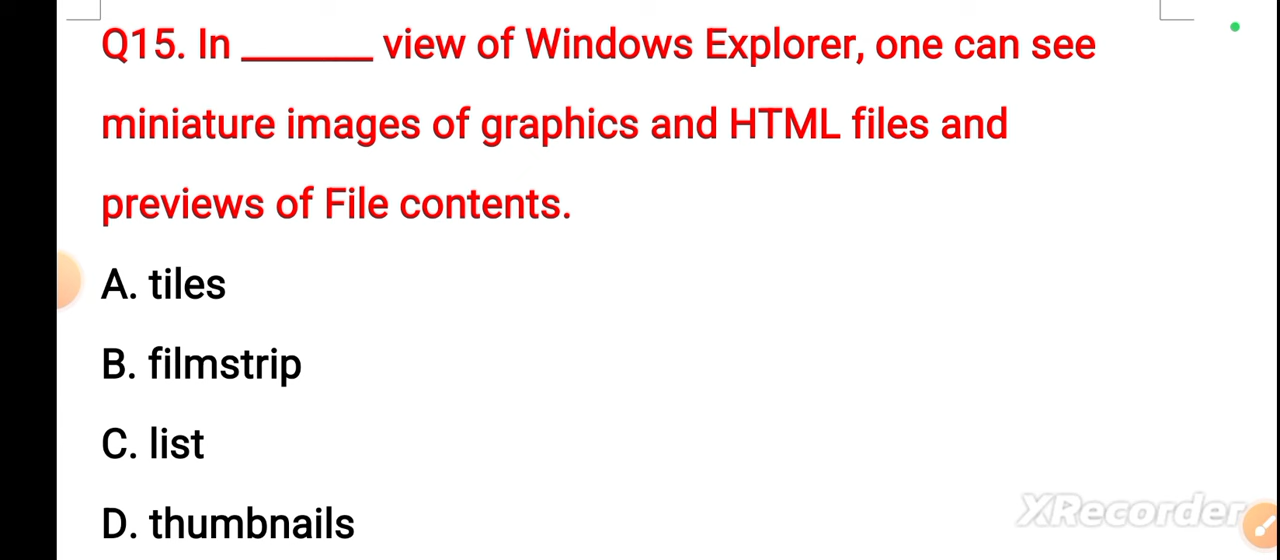 Q15. In _______ view of Windows Explorer, one can see
miniature images of graphics and HTML files and
previews of File contents.
A. tiles
B. filmstrip
C. list
D. thumbnails
XRecorder